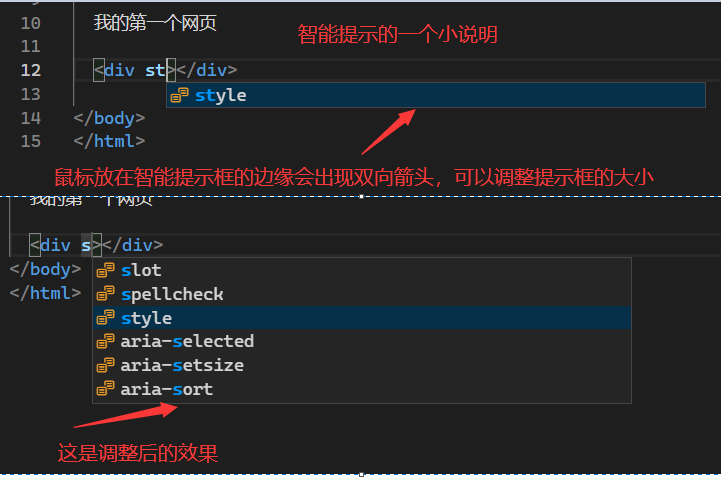 10 我的第一个网页
智能提示的一个小说明
11
12 <div st></div>
13 style
14 </body>
15 </html>
鼠标放在智能提示框的边缘会出现双向箭头，可以调整提示框的大小
我的第一个网页
<div s></div>
</body> slot
</html> spellcheck
style
aria-selected
aria-setsize
aria-sort
这是调整后的效果